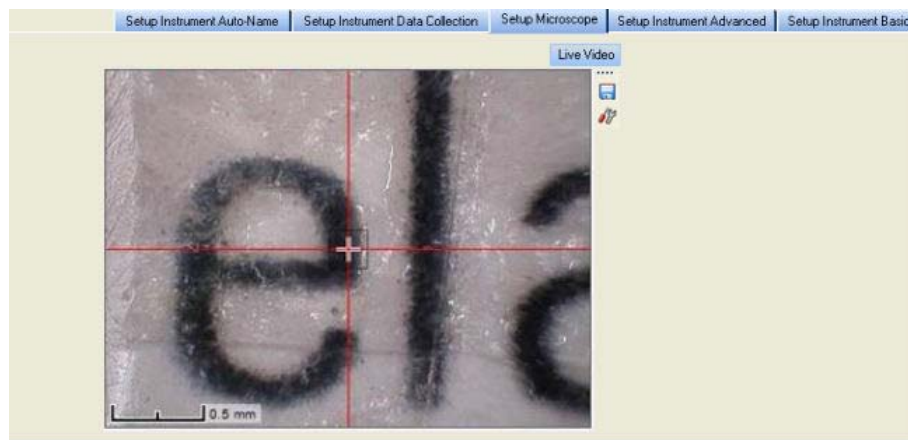 Setup Instrument Auto-Name Setup Instrument Data Collection Setup Microscope Setup Instrument Advanced Setup Instrument Basic
Live Video
ela
0.5 mm